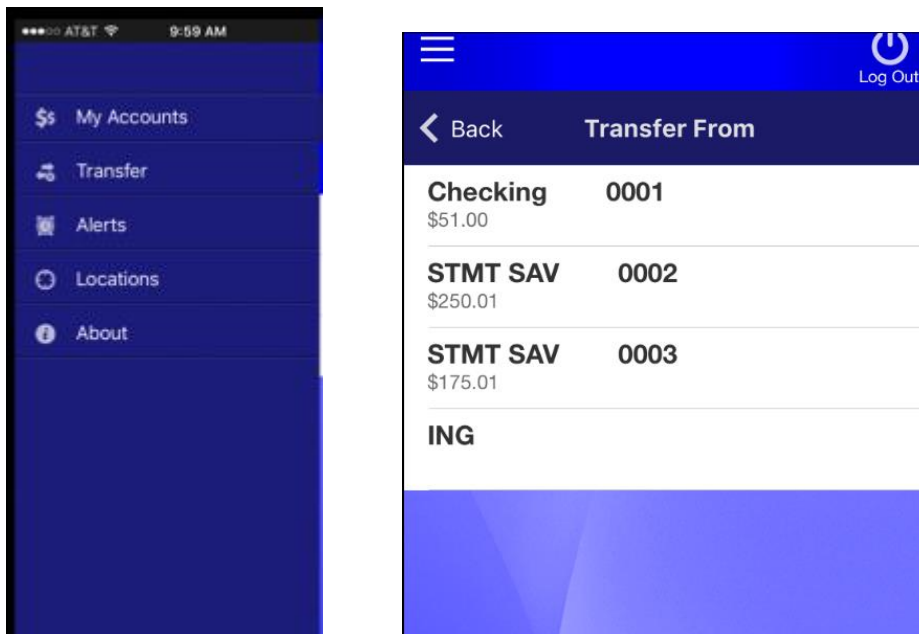 AT&T 9:59 AM
My Accounts
Transfer
Alerts
Locations
About
Log Out
Back Transfer From
Checking 0001
$51.00
STMT SAV 0002
$250.01
STMT SAV 0003
$175.01
ING